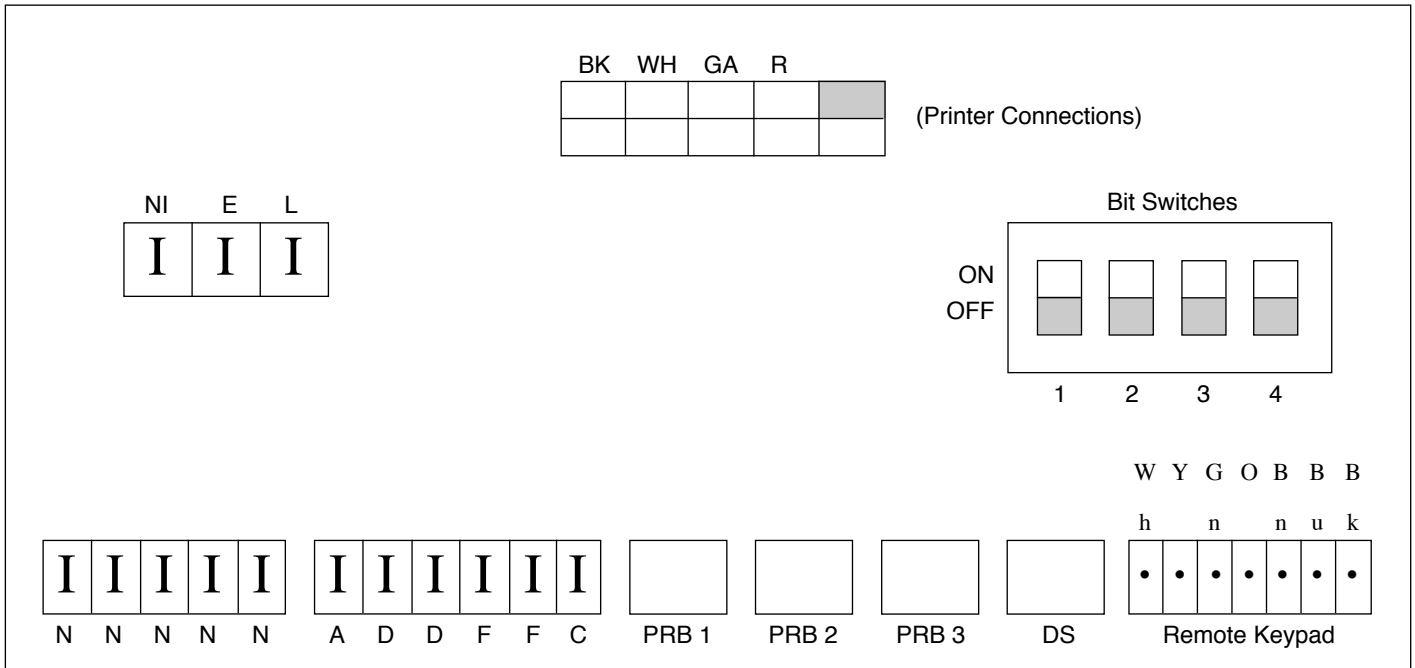 BK WH GA R
(Printer Connections)
NI E L
I I I
Bit Switches
ON
OFF
1 2 3 4
W Y G O B B B
h n n u k
I I I I I
I I I I I I
N N N N N
A D D F F C
PRB 1
PRB 2
PRB 3
DS
Remote Keypad